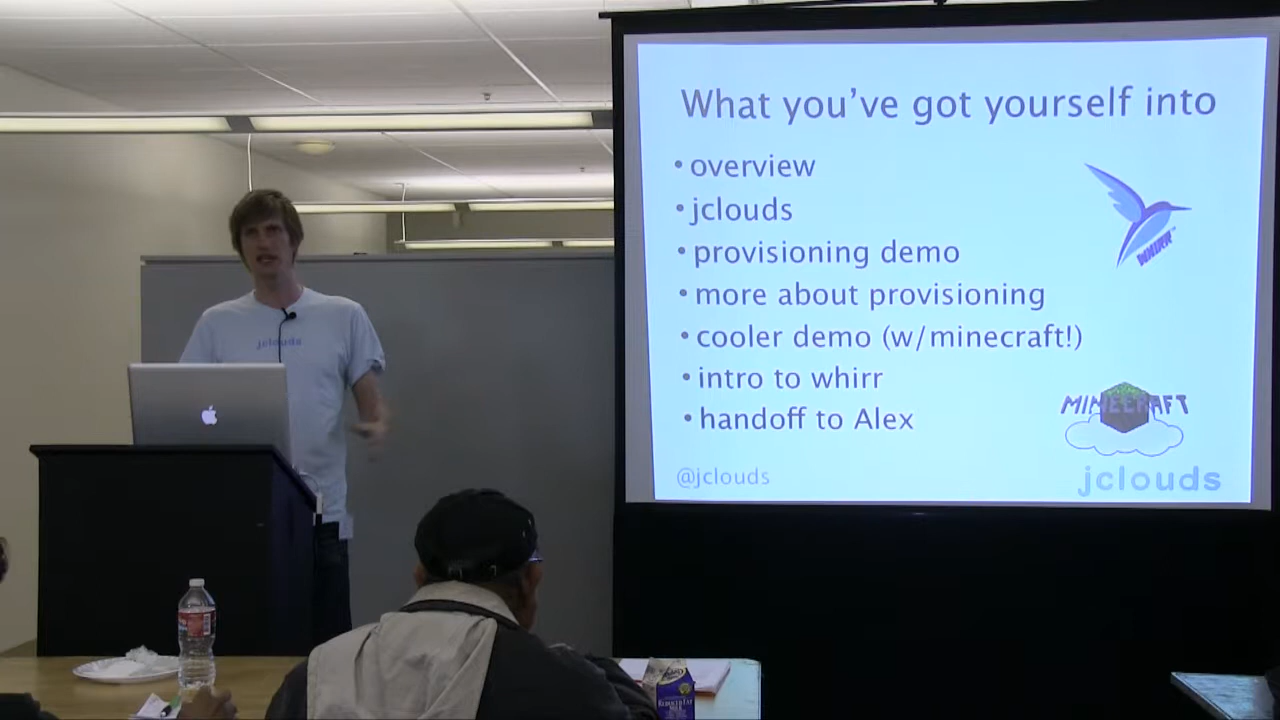 What you've got yourself into
• overview
• jclouds
• provisioning demo
• more about provisioning
• cooler demo (w/minecraft!)
• intro to whirr
• handoff to Alex
@jclouds
WHIRR™
MINECRAFT
jclouds
jclouds